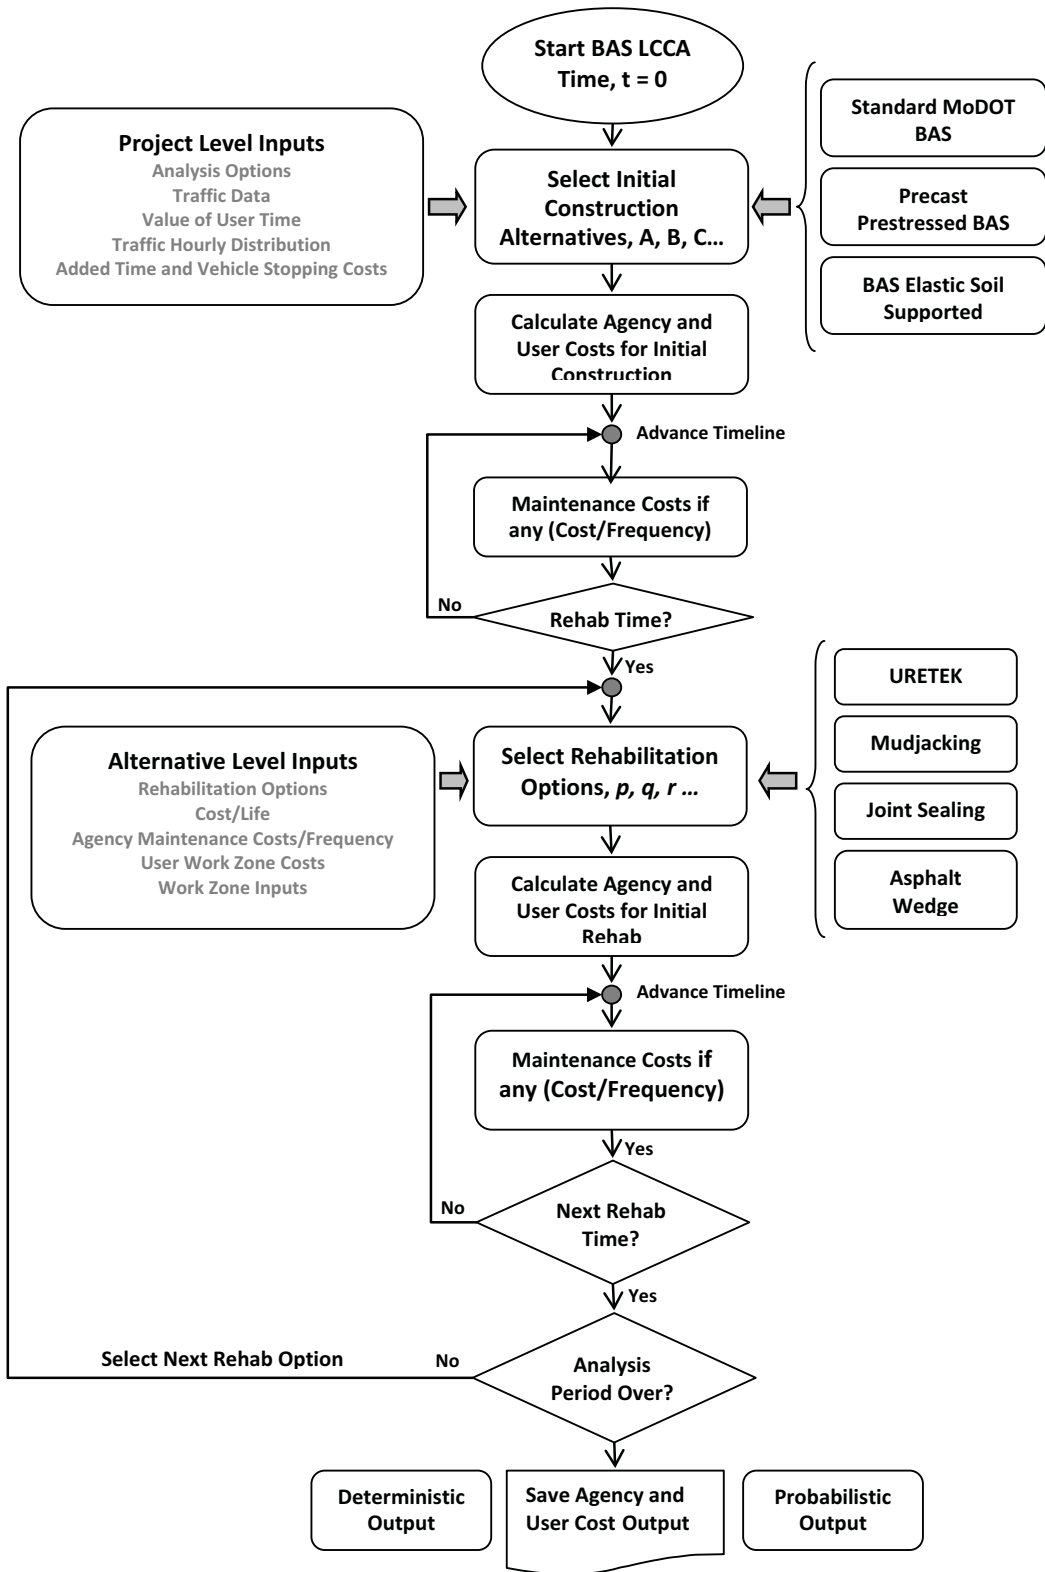 Start BAS LCCA
Time, t = 0
Project Level Inputs
Analysis Options
Traffic Data
Value of User Time
Traffic Hourly Distribution
Added Time and Vehicle Stopping Costs
Select Initial
Construction
Alternatives, A, B, C...
Standard MoDOT
BAS
Precast
Prestressed BAS
BAS Elastic Soil
Supported
Calculate Agency and
User Costs for Initial
Construction
Advance Timeline
Maintenance Costs if
any (Cost/Frequency)
No
Rehab Time?
Yes
Alternative Level Inputs
Rehabilitation Options
Cost/Life
Agency Maintenance Costs/Frequency
User Work Zone Costs
Work Zone Inputs
Select Rehabilitation
Options, p, q, r ...
URETEK
Mudjacking
Joint Sealing
Asphalt
Wedge
Calculate Agency and
User Costs for Initial
Rehab
Advance Timeline
Maintenance Costs if
any (Cost/Frequency)
Yes
No
Next Rehab
Time?
Yes
Select Next Rehab Option
No
Analysis
Period Over?
Deterministic
Output
Save Agency and
User Cost Output
Probabilistic
Output